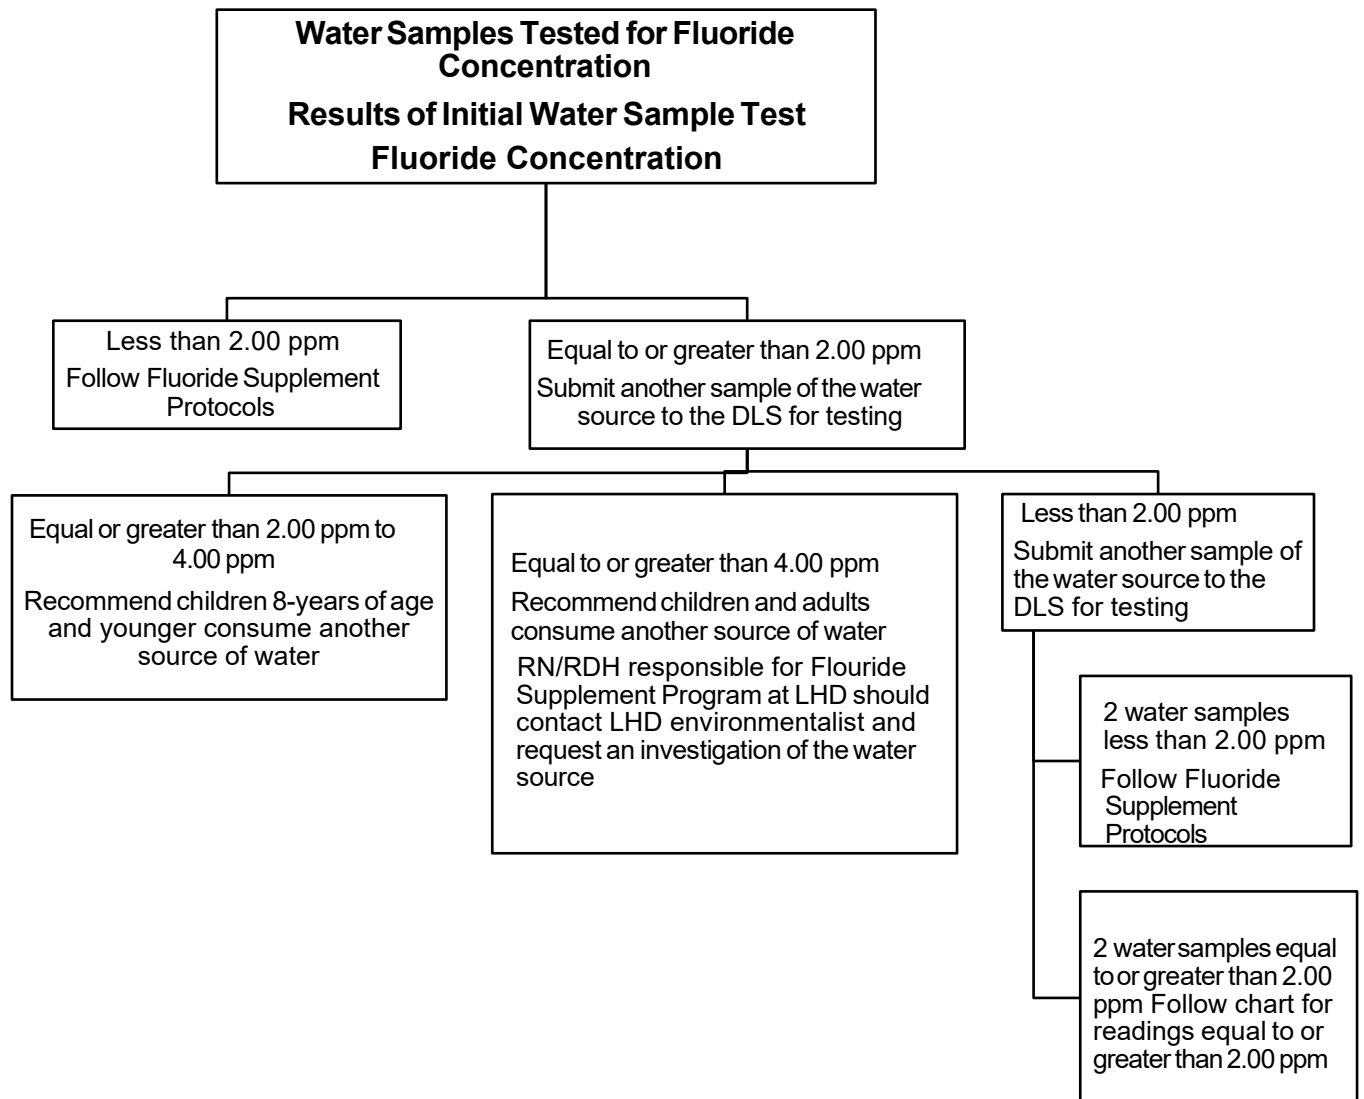 Water Samples Tested for Fluoride
Concentration
Results of Initial Water Sample Test
Fluoride Concentration
Less than 2.00 ppm
Follow Fluoride Supplement
Protocols
Equal to or greater than 2.00 ppm
Submit another sample of the water
source to the DLS for testing
Equal or greater than 2.00 ppm to
4.00 ppm
Recommend children 8-years of age
and younger consume another
source of water
Equal to or greater than 4.00 ppm
Recommend children and adults
consume another source of water
RN/RDH responsible for Flouride
Supplement Program at LHD should
contact LHD environmentalist and
request an investigation of the water
source
Less than 2.00 ppm
Submit another sample of
the water source to the
DLS for testing
2 water samples
less than 2.00 ppm
Follow Fluoride
Supplement
Protocols
2 water samples equal
to or greater than 2.00
ppm Follow chart for
readings equal to or
greater than 2.00 ppm